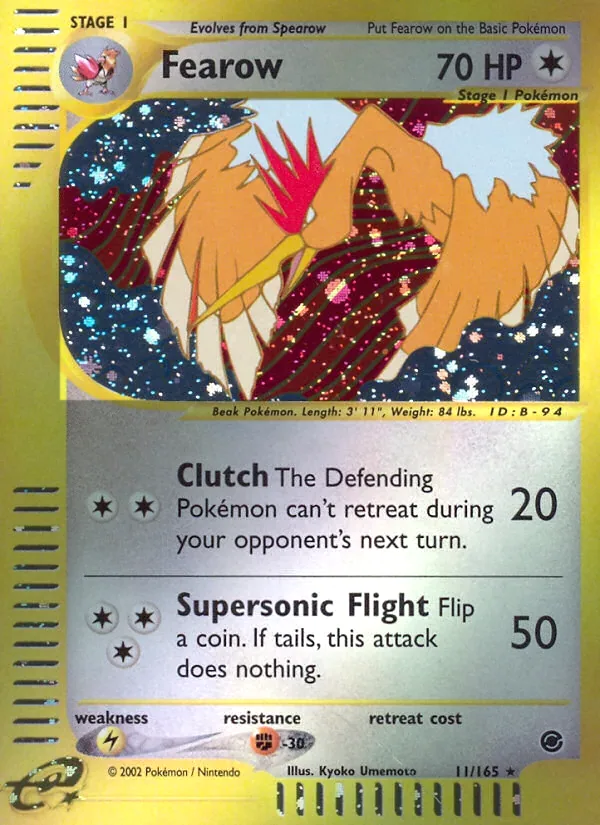 STAGE 1 Evolves from Spearow Put Fearow on the Basic Pokémon
Fearow 70 HP
Stage 1 Pokémon
Beak Pokémon. Length: 3' 11", Weight: 84 lbs. ID: B-94
Clutch The Defending
Pokémon can't retreat during
your opponent's next turn.
20
Supersonic Flight Flip
a coin. If tails, this attack
does nothing.
50
weakness resistance retreat cost
-30
© 2002 Pokémon / Nintendo Illus. Kyoko Umemoto 11/165 ★